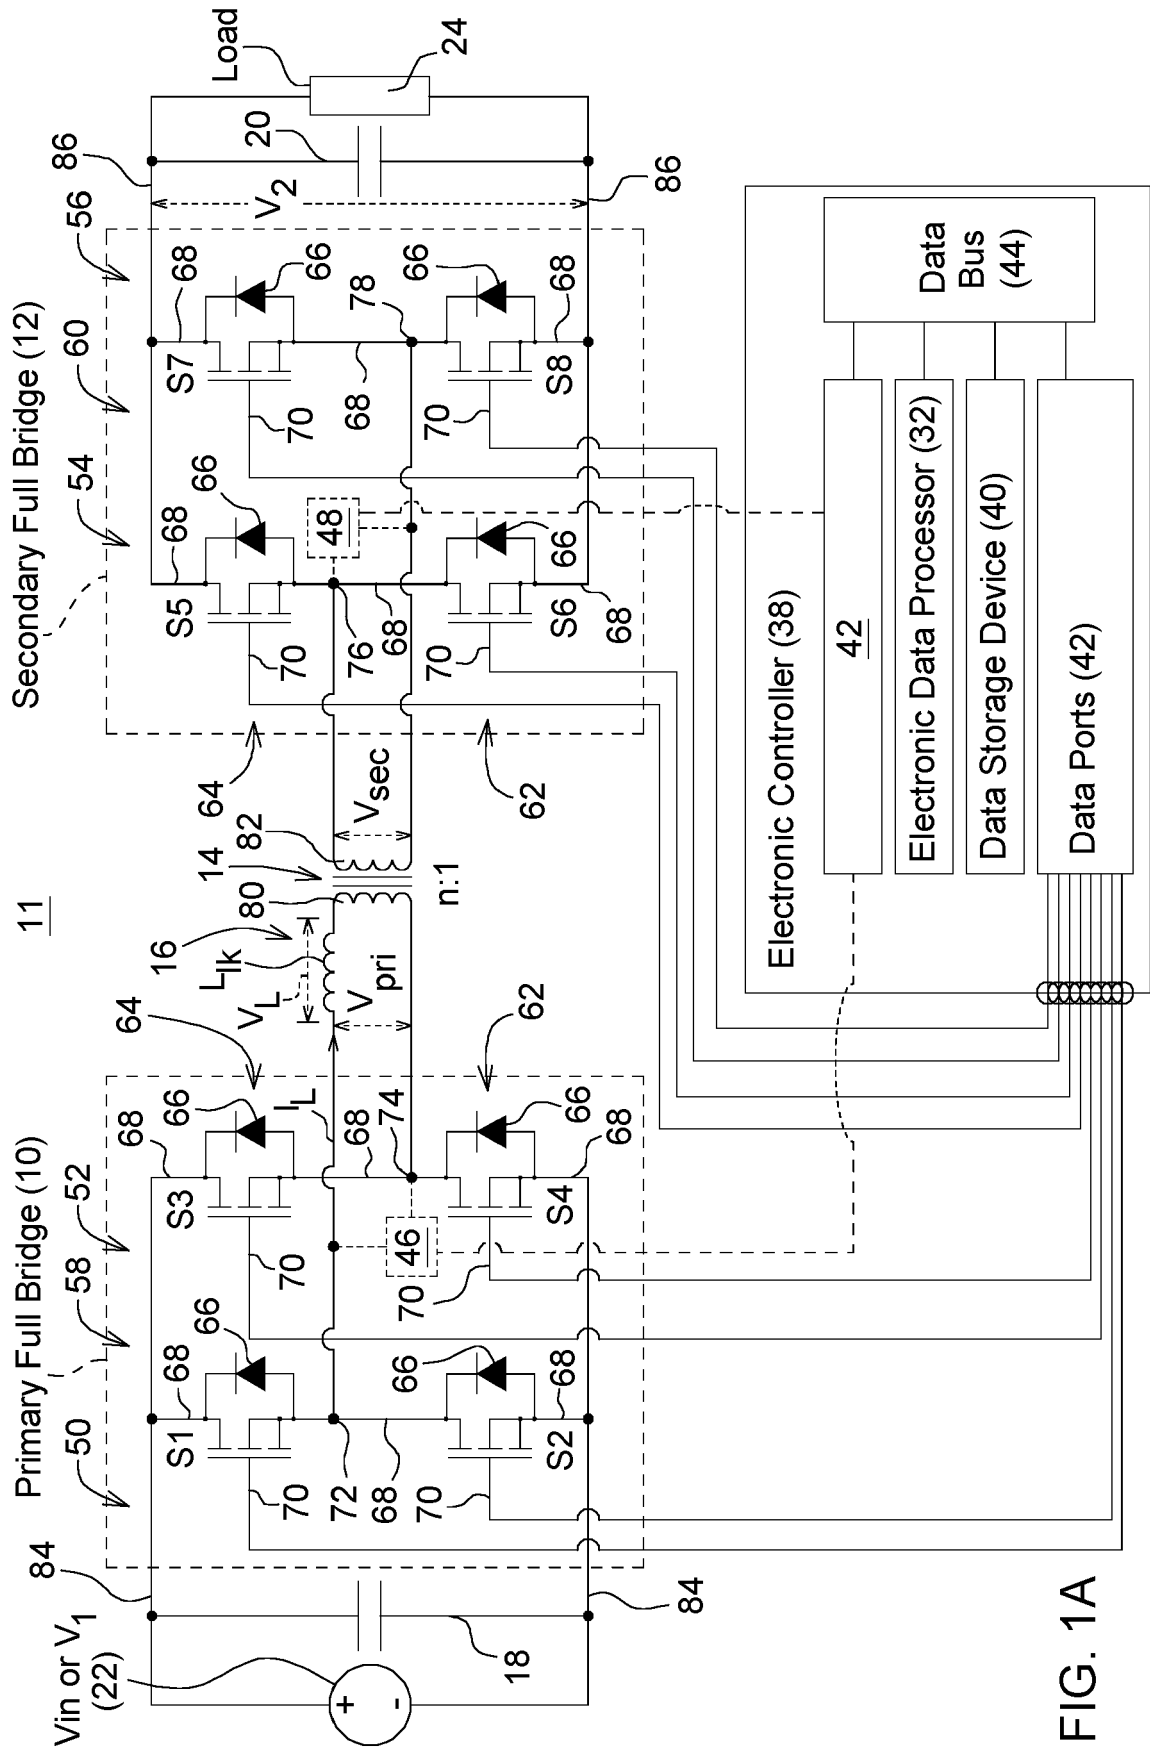 11
Primary Full Bridge (10)
Secondary Full Bridge (12)
50
58
52
54
60
56
Vin or V1
(22)
84
84
86
86
18
20
Load
24
V2
S1
S2
S3
S4
S5
S6
S7
S8
66
66
66
66
66
66
66
66
68
68
68
68
68
68
68
68
68
68
68
68
70
70
70
70
70
70
70
70
72
74
76
78
46
48
IL
64
62
64
62
VL
Llk
16
Vpri
80
14
82
Vsec
n:1
+
-
Electronic Controller (38)
42
Electronic Data Processor (32)
Data Storage Device (40)
Data Ports (42)
Data
Bus
(44)
FIG. 1A